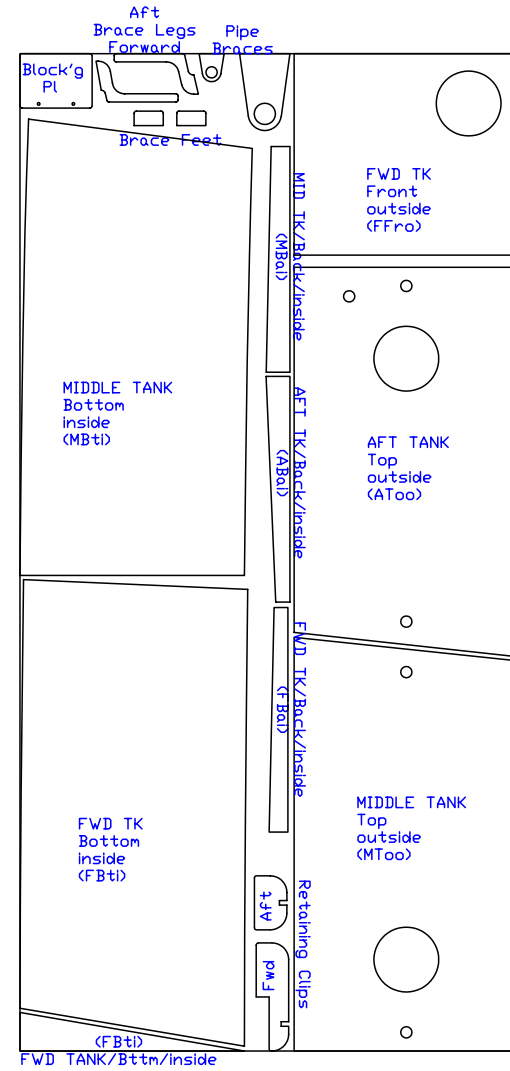 Aft
Brace Legs
Forward
Pipe
Braces
Block'g
Pl
Brace Feet
FWD TK
Front
outside
(FFro)
MID TK/Back/inside
(MBai)
MIDDLE TANK
Bottom
inside
(MBti)
AFT TK/Back/inside
(ABai)
AFT TANK
Top
outside
(AToo)
FWD TK/Back/inside
(FBai)
FWD TK
Bottom
inside
(FBti)
MIDDLE TANK
Top
outside
(MToo)
Aft
Retaining Clips
Fwd
(FBti)
FWD TANK/Bttm/inside